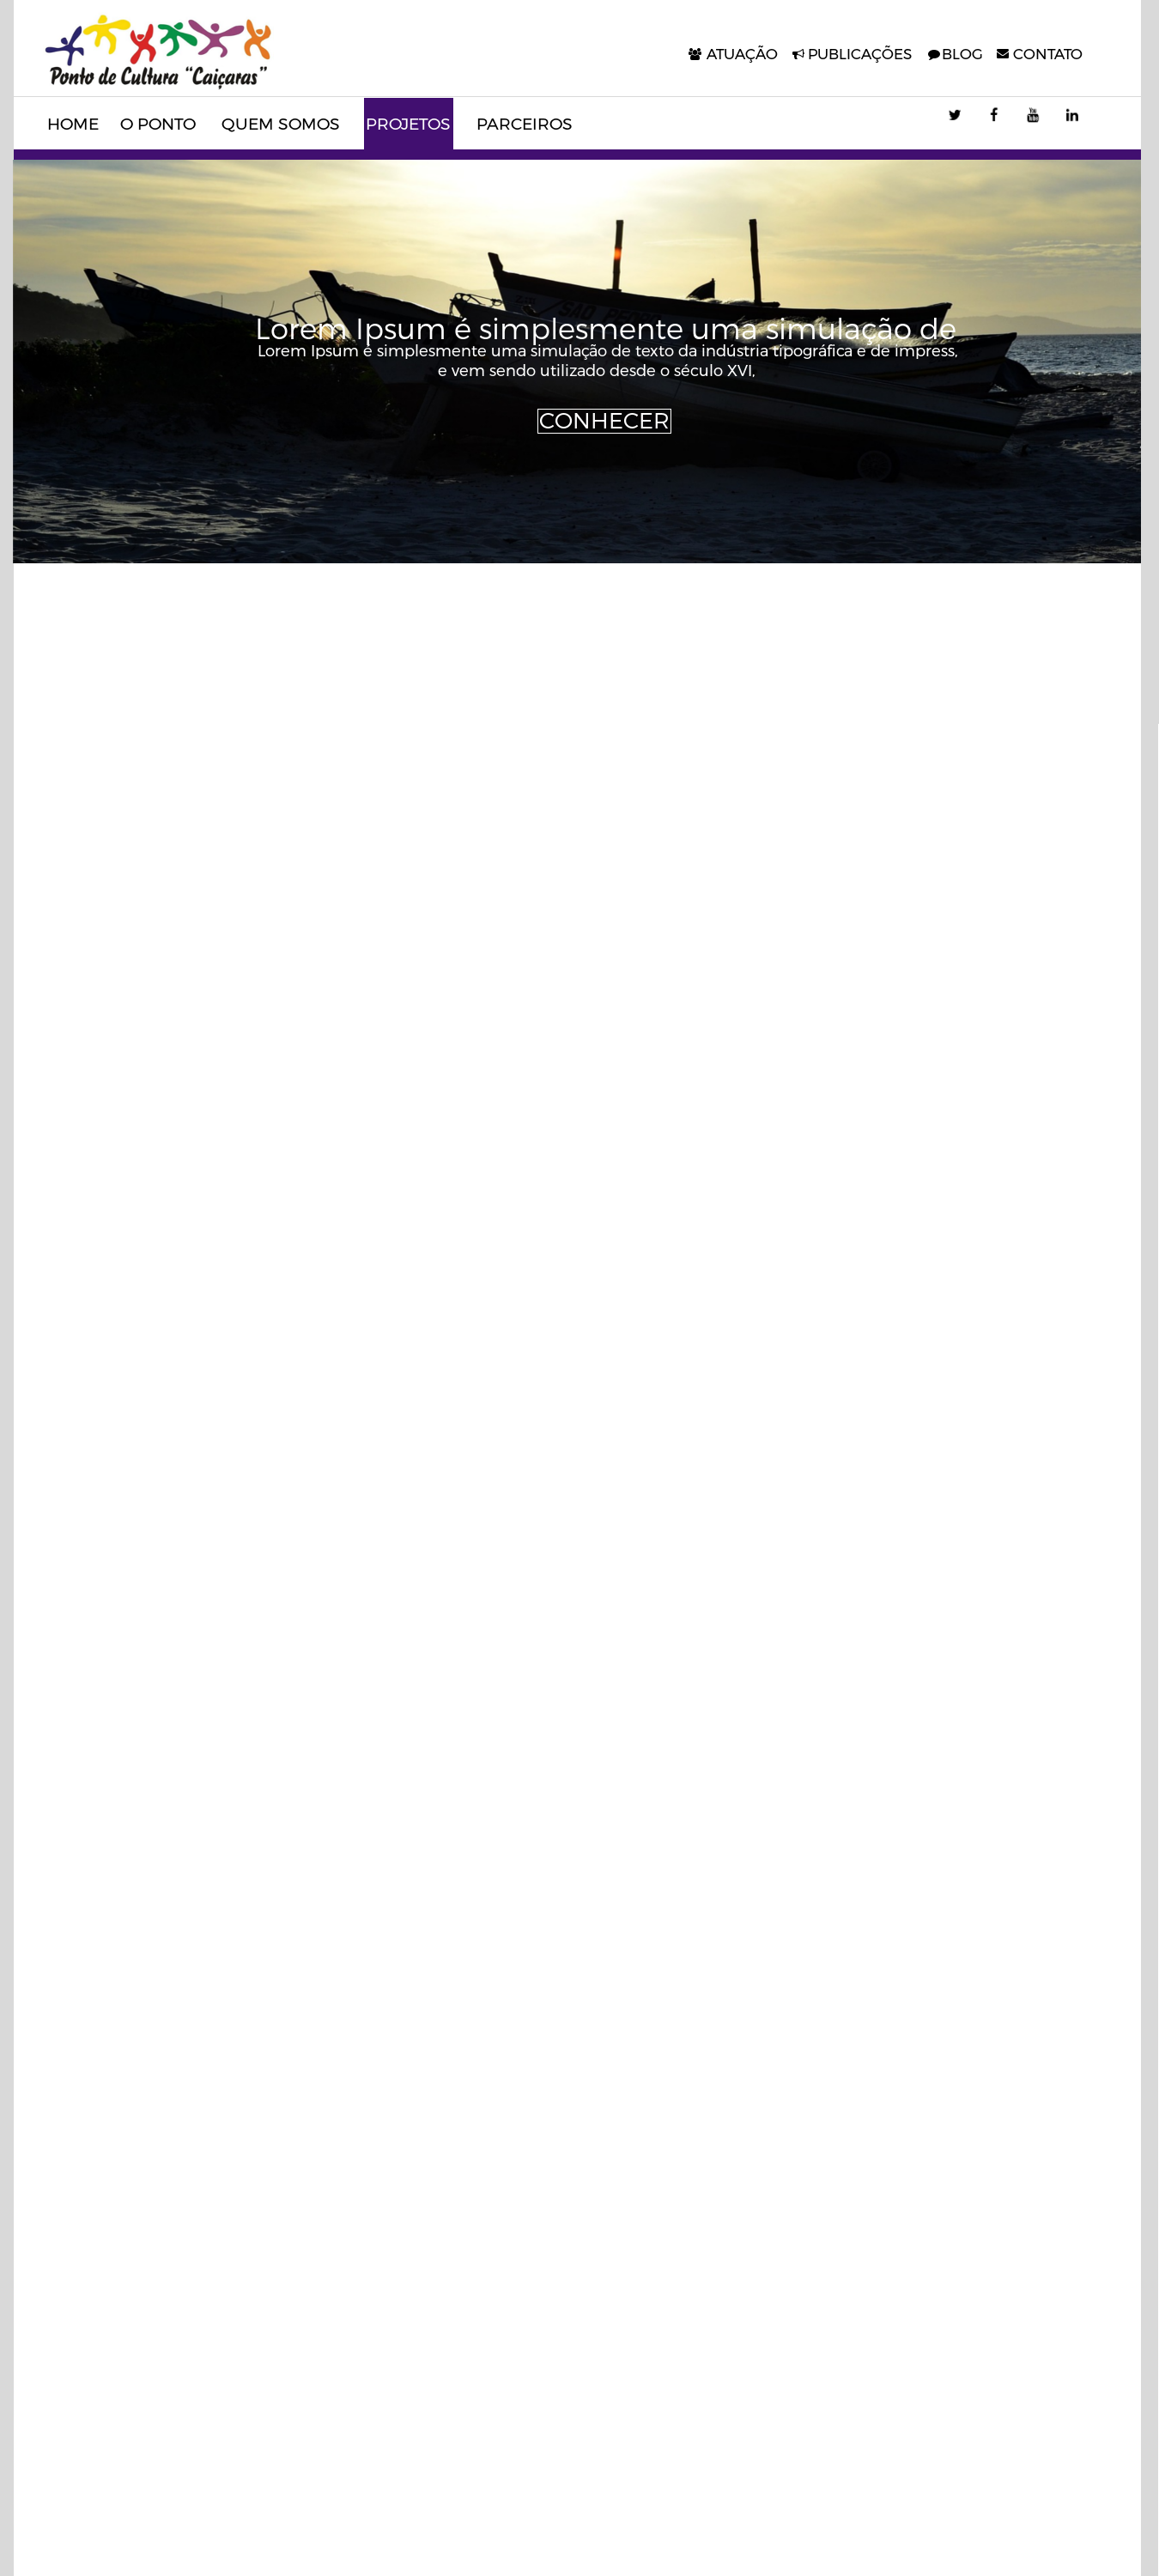 Ponto de Cultura “Caiçaras”
ATUAÇÃO PUBLICAÇÕES BLOG CONTATO
HOME O PONTO QUEM SOMOS PROJETOS PARCEIROS
Lorem Ipsum é simplesmente uma simulação de
Lorem Ipsum é simplesmente uma simulação de texto da indústria tipográfica e de impress,
e vem sendo utilizado desde o século XVI,
CONHECER